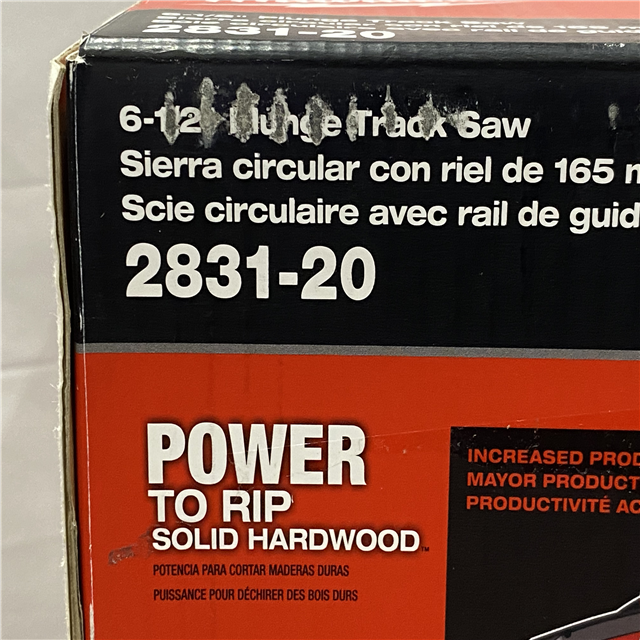 2831-20
6-1/2" Plunge Track Saw
Sierra circular con riel de 165 m
Scie circulaire avec rail de guid
2831-20
POWER
TO RIP
SOLID HARDWOOD™
POTENCIA PARA CORTAR MADERAS DURAS
PUISSANCE POUR DÉCHIRER DES BOIS DURS
INCREASED PROD
MAYOR PRODUCT
PRODUCTIVITÉ AC